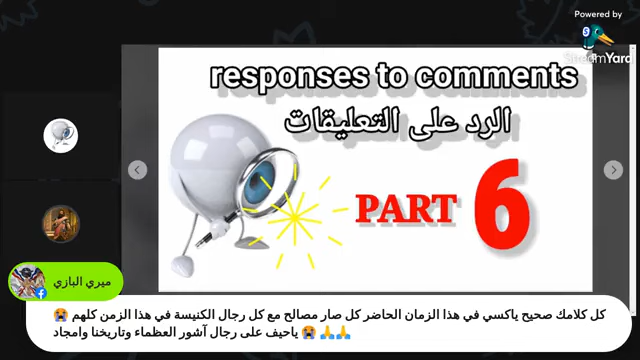 Powered by
StreamYard
responses to comments
الرد على التعليقات
PART 6
ميري البازي
كل كلامك صحيح ياكسي في هذا الزمان الحاضر كل صار مصالح مع كل رجال الكنيسة في هذا الزمن كلهم 😭
ياحيف على رجال آشور العظماء وتاريخنا وامجاد 😭 🙏🙏